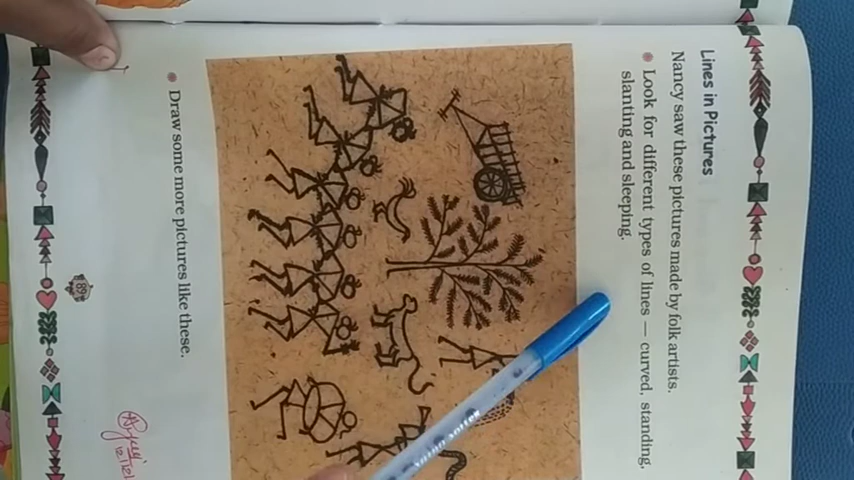 Lines in Pictures
Nancy saw these pictures made by folk artists.
Look for different types of lines — curved, standing,
slanting and sleeping.
Draw some more pictures like these.
89